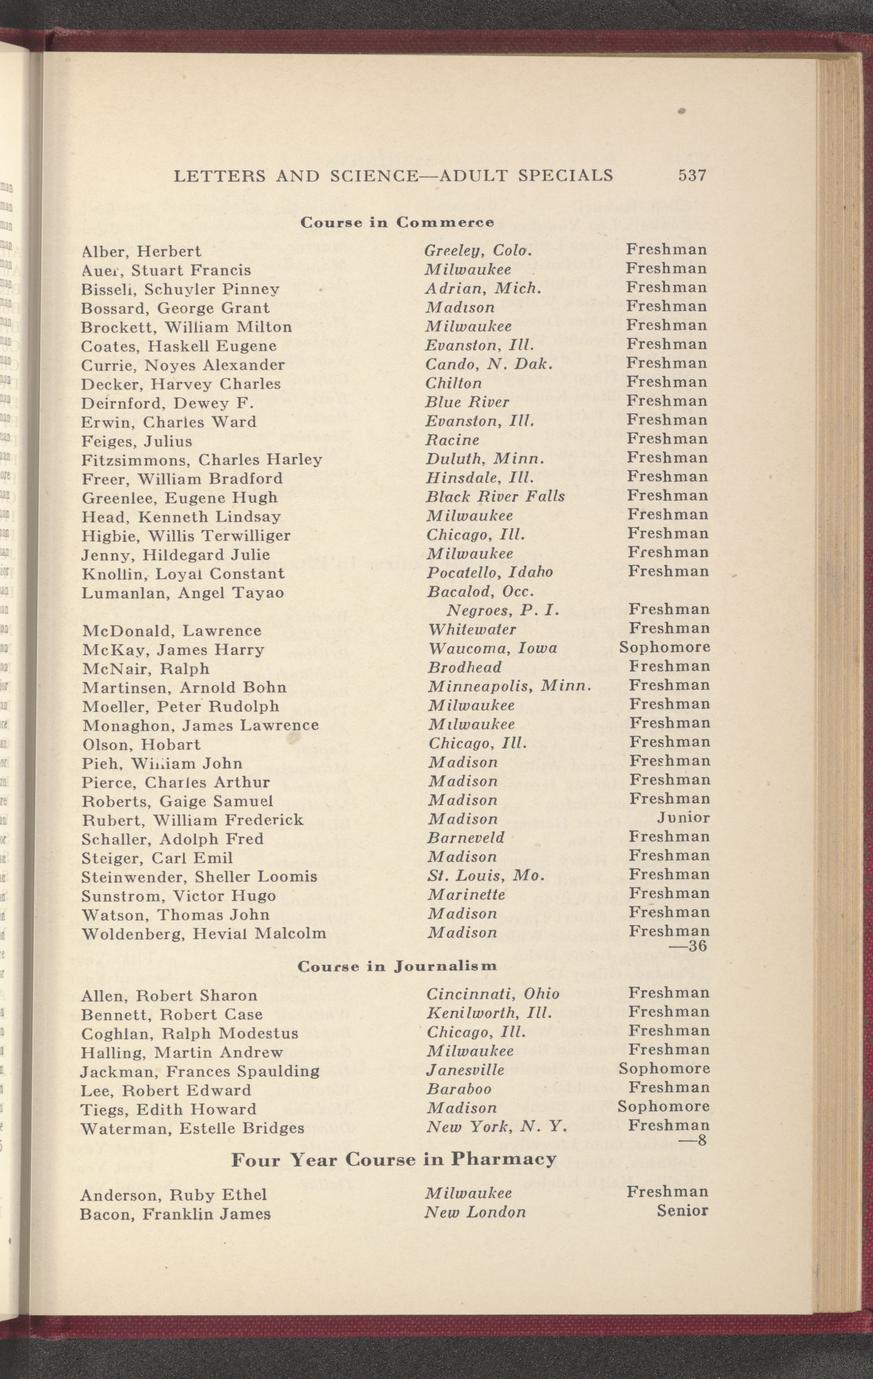 LETTERS AND SCIENCE—ADULT SPECIALS 537
Course in Commerce
Alber, Herbert Greeley, Colo. Freshman
Auer, Stuart Francis Milwaukee Freshman
Bissell, Schuyler Pinney Adrian, Mich. Freshman
Bossard, George Grant Madison Freshman
Brockett, William Milton Milwaukee Freshman
Coates, Haskell Eugene Evanston, Ill. Freshman
Currie, Noyes Alexander Cando, N. Dak. Freshman
Decker, Harvey Charles Chilton Freshman
Deirnford, Dewey F. Blue River Freshman
Erwin, Charles Ward Evanston, Ill. Freshman
Feiges, Julius Racine Freshman
Fitzsimmons, Charles Harley Duluth, Minn. Freshman
Freer, William Bradford Hinsdale, Ill. Freshman
Greenlee, Eugene Hugh Black River Falls Freshman
Head, Kenneth Lindsay Milwaukee Freshman
Higbie, Willis Terwilliger Chicago, Ill. Freshman
Jenny, Hildegard Julie Milwaukee Freshman
Knollin, Loyal Constant Pocatello, Idaho Freshman
Lumanlan, Angel Tayao Bacalod, Occ.
Negroes, P. I. Freshman
McDonald, Lawrence Whitewater Freshman
McKay, James Harry Waucoma, Iowa Sophomore
McNair, Ralph Brodhead Freshman
Martinsen, Arnold Bohn Minneapolis, Minn. Freshman
Moeller, Peter Rudolph Milwaukee Freshman
Monaghon, James Lawrence Milwaukee Freshman
Olson, Hobart Chicago, Ill. Freshman
Pieh, William John Madison Freshman
Pierce, Charles Arthur Madison Freshman
Roberts, Gaige Samuel Madison Freshman
Rubert, William Frederick Madison Junior
Schaller, Adolph Fred Barneveld Freshman
Steiger, Carl Emil Madison Freshman
Steinwender, Sheller Loomis St. Louis, Mo. Freshman
Sunstrom, Victor Hugo Marinette Freshman
Watson, Thomas John Madison Freshman
Woldenberg, Hevial Malcolm Madison Freshman
—36
Course in Journalism
Allen, Robert Sharon Cincinnati, Ohio Freshman
Bennett, Robert Case Kenilworth, Ill. Freshman
Coghlan, Ralph Modestus Chicago, Ill. Freshman
Halling, Martin Andrew Milwaukee Freshman
Jackman, Frances Spaulding Janesville Sophomore
Lee, Robert Edward Baraboo Freshman
Tiegs, Edith Howard Madison Sophomore
Waterman, Estelle Bridges New York, N. Y. Freshman
—8
Four Year Course in Pharmacy
Anderson, Ruby Ethel Milwaukee Freshman
Bacon, Franklin James New London Senior